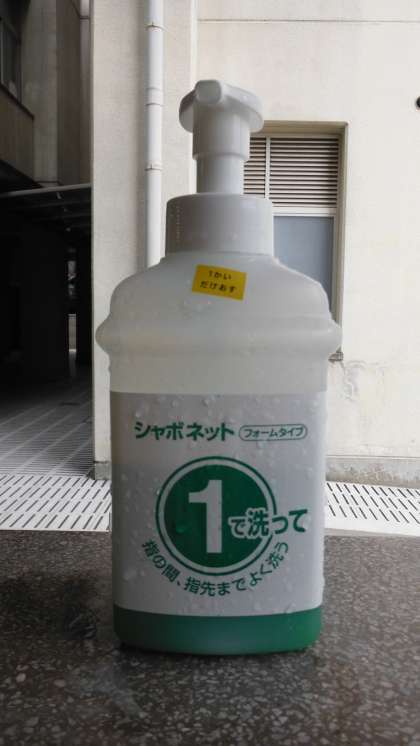 1かい
だけおす
シャボネット フォームタイプ
1で洗って
指の間、指先までよく洗う